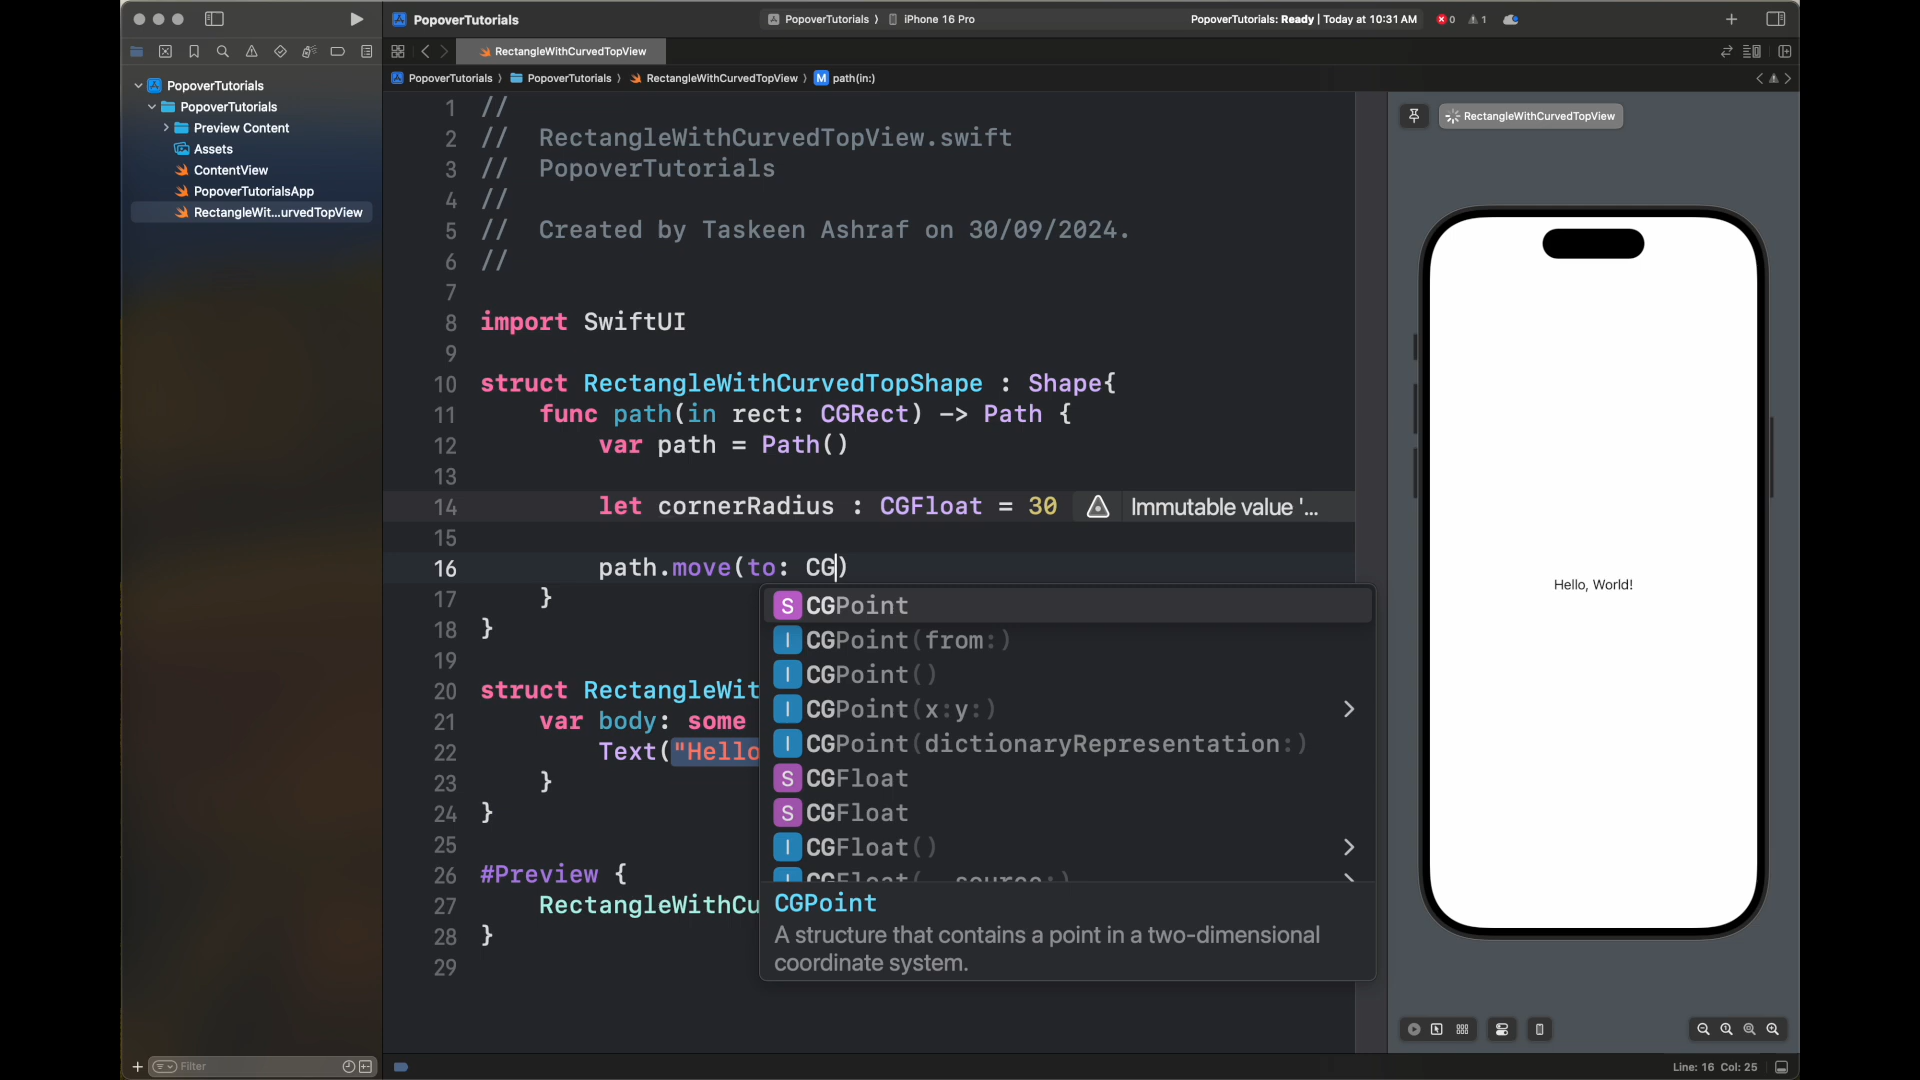 PopoverTutorials
PopoverTutorials 〉 iPhone 16 Pro
PopoverTutorials: Ready | Today at 10:31 AM
0
1
RectangleWithCurvedTopView
PopoverTutorials 〉 PopoverTutorials 〉 RectangleWithCurvedTopView 〉 M path(in:)
PopoverTutorials
PopoverTutorials
Preview Content
Assets
ContentView
PopoverTutorialsApp
RectangleWit...urvedTopView
1 //
2 //  RectangleWithCurvedTopView.swift
3 //  PopoverTutorials
4 //
5 //  Created by Taskeen Ashraf on 30/09/2024.
6 //
7
8 import SwiftUI
9
10 struct RectangleWithCurvedTopShape : Shape{
11 func path(in rect: CGRect) -> Path {
12 var path = Path()
13
14 let cornerRadius : CGFloat = 30 Immutable value '...
15
16 path.move(to: CG)
17 }
18 }
19
20 struct RectangleWit
21 var body: some
22 Text("Hello
23 }
24 }
25
26 #Preview {
27 RectangleWithCu
28 }
29
S CGPoint
I CGPoint(from:)
I CGPoint()
I CGPoint(x:y:)
I CGPoint(dictionaryRepresentation:)
S CGFloat
S CGFloat
I CGFloat()
CGPoint
A structure that contains a point in a two-dimensional
coordinate system.
RectangleWithCurvedTopView
Hello, World!
Filter
Line: 16 Col: 25